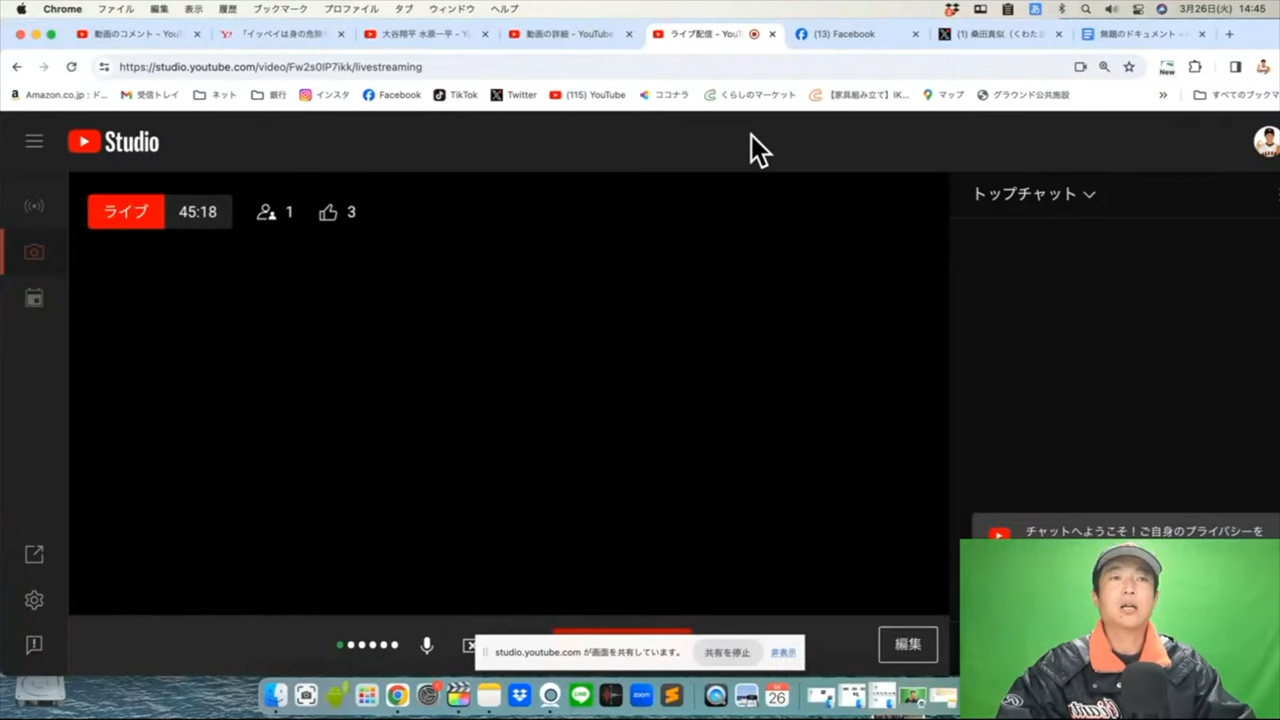 Chrome ファイル 編集 表示 履歴 ブックマーク プロファイル タブ ウィンドウ ヘルプ あ 3月26日(火) 14:45
動画のコメント - YouT 「イッペイは身の危険 大谷翔平 水原一平 - Y 動画の詳細 - YouTube ライブ配信 - YouT (13) Facebook (1) 桑田真似（くわたま 無題のドキュメント -
https://studio.youtube.com/video/Fw2s0IP7ikk/livestreaming New
Amazon.co.jp : ド... 受信トレイ ネット 銀行 インスタ Facebook TikTok Twitter (115) YouTube ココナラ くらしのマーケット 【家具組み立て】IK... マップ グラウンド公共施設 » すべてのブックマ
Studio
トップチャット
ライブ 45:18 1 3
チャットへようこそ！ご自身のプライバシーを
studio.youtube.com が画面を共有しています。 共有を停止 非表示
編集
LINE zoom 26